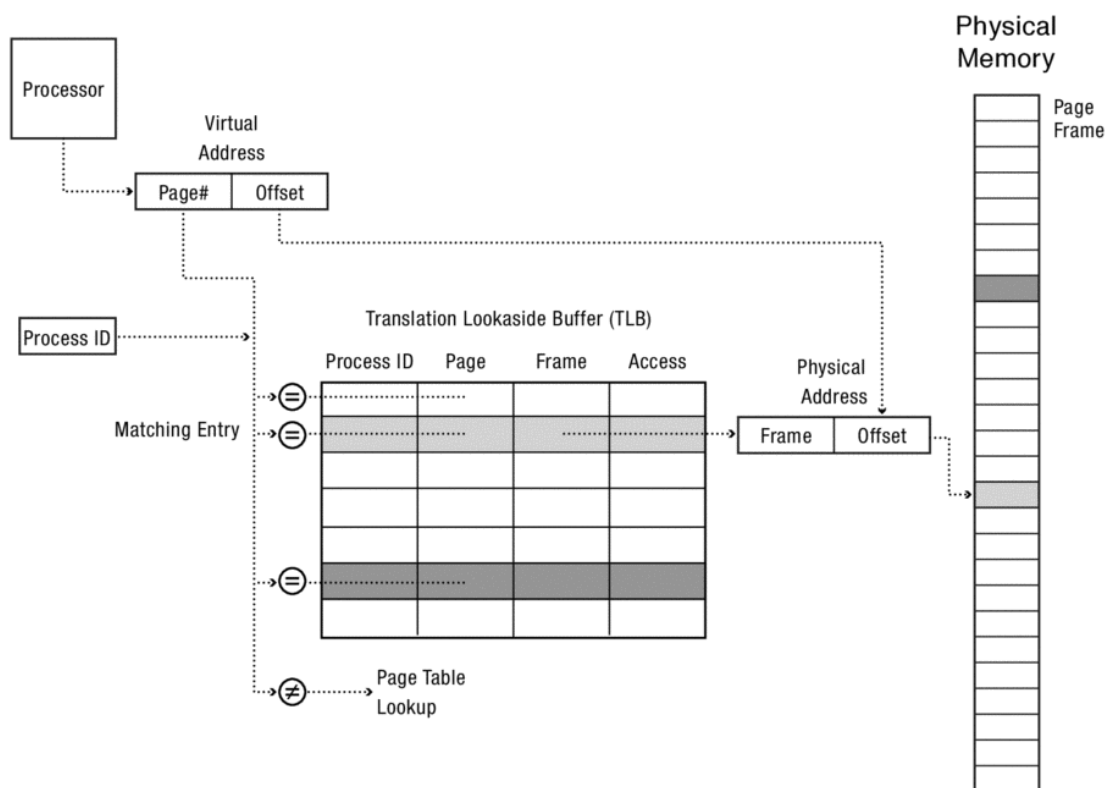 Physical
Memory
Processor
Page
Frame
Virtual
Address
Page# Offset
Process ID
Translation Lookaside Buffer (TLB)
Process ID Page Frame Access
=
Matching Entry
=
Physical
Address
Frame Offset
=
≠
Page Table
Lookup